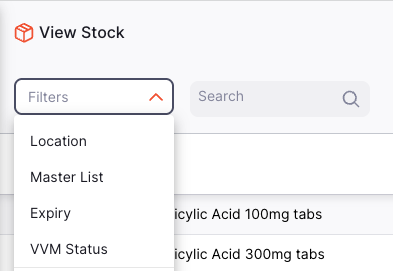 View Stock
Filters
Search
Location
Master List
Expiry
VVM Status
icylic Acid 100mg tabs
icylic Acid 300mg tabs